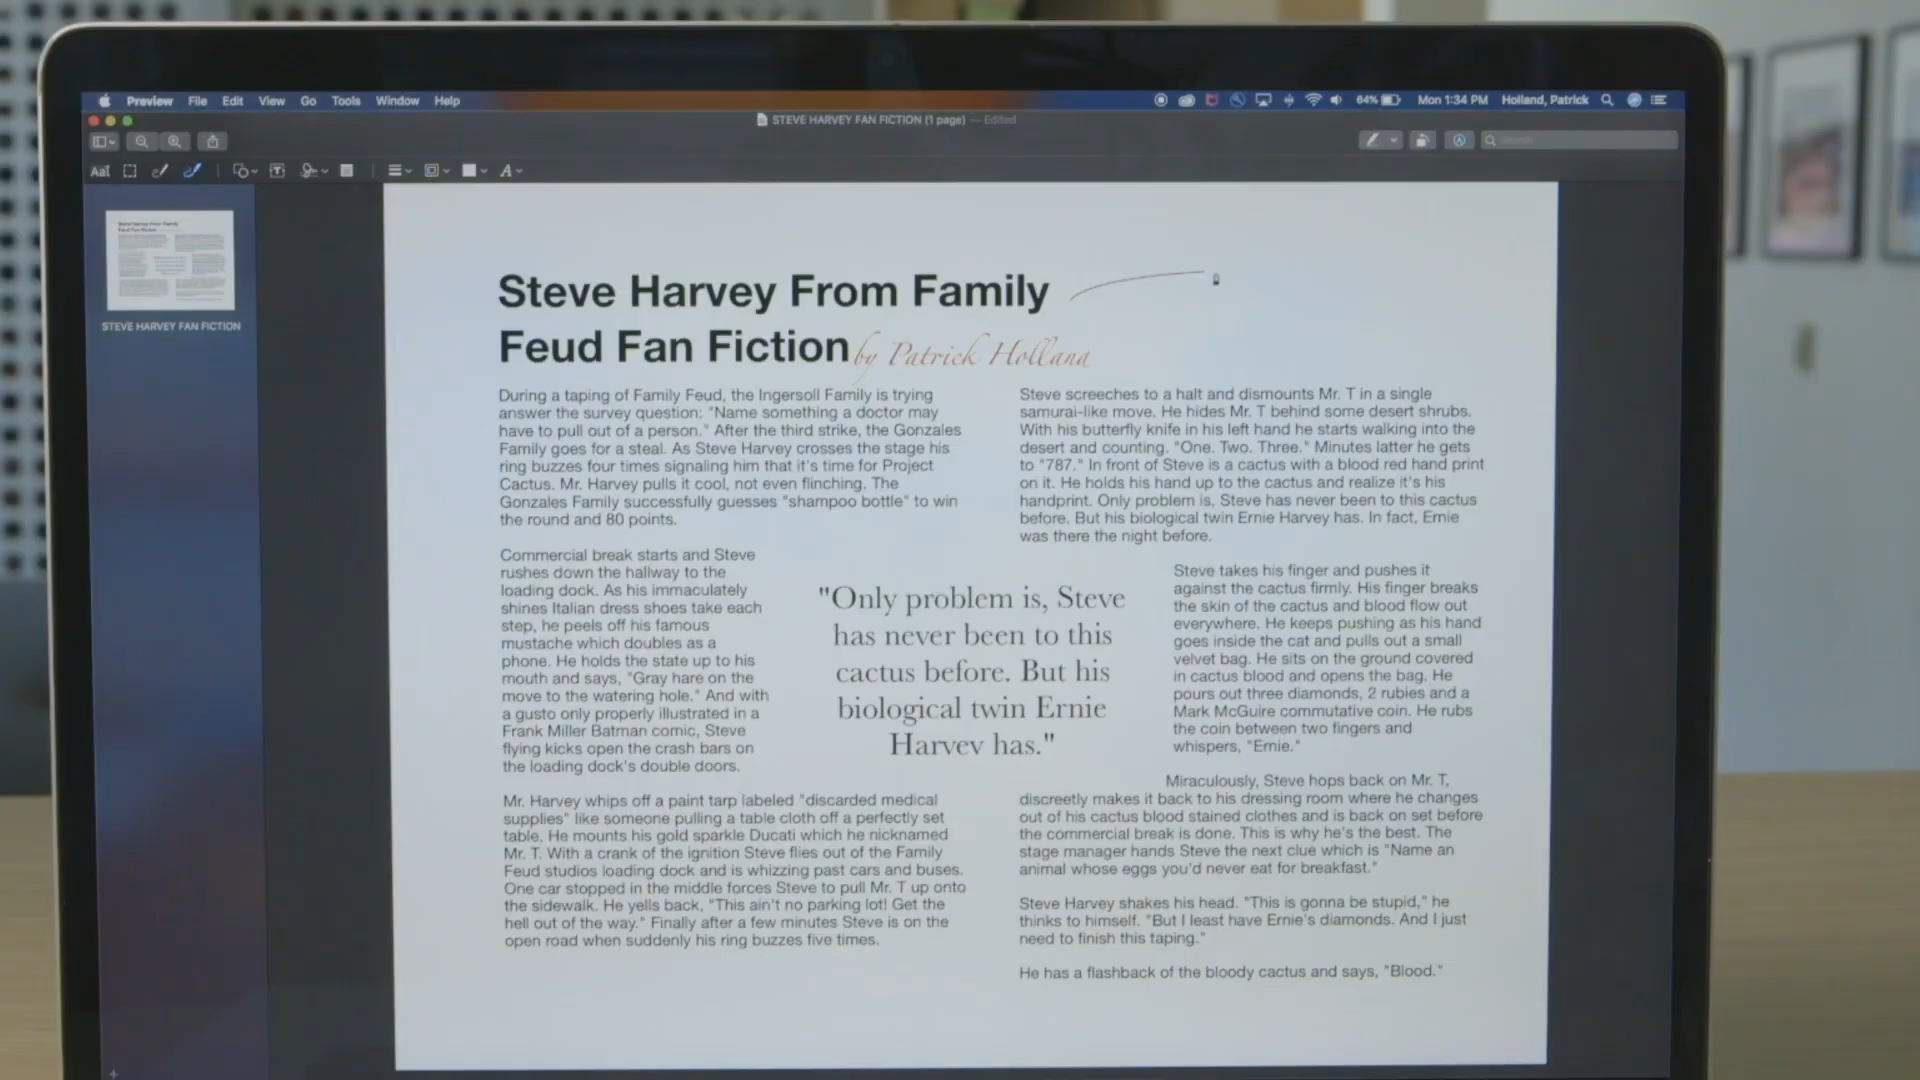 Preview File Edit View Go Tools Window Help
64% Mon 1:34 PM Holland, Patrick
STEVE HARVEY FAN FICTION (1 page) — Edited
Search
AaI
T
A
Steve Harvey From Family
Feud Fan Fiction
STEVE HARVEY FAN FICTION
Steve Harvey From Family
Feud Fan Fiction by Patrick Holland
During a taping of Family Feud, the Ingersoll Family is trying
answer the survey question: "Name something a doctor may
have to pull out of a person." After the third strike, the Gonzales
Family goes for a steal. As Steve Harvey crosses the stage his
ring buzzes four times signaling him that it's time for Project
Cactus. Mr. Harvey pulls it cool, not even flinching. The
Gonzales Family successfully guesses "shampoo bottle" to win
the round and 80 points.
Commercial break starts and Steve
rushes down the hallway to the
loading dock. As his immaculately
shines Italian dress shoes take each
step, he peels off his famous
mustache which doubles as a
phone. He holds the state up to his
mouth and says, "Gray hare on the
move to the watering hole." And with
a gusto only properly illustrated in a
Frank Miller Batman comic, Steve
flying kicks open the crash bars on
the loading dock's double doors.
Mr. Harvey whips off a paint tarp labeled "discarded medical
supplies" like someone pulling a table cloth off a perfectly set
table. He mounts his gold sparkle Ducati which he nicknamed
Mr. T. With a crank of the ignition Steve flies out of the Family
Feud studios loading dock and is whizzing past cars and buses.
One car stopped in the middle forces Steve to pull Mr. T up onto
the sidewalk. He yells back, "This ain't no parking lot! Get the
hell out of the way." Finally after a few minutes Steve is on the
open road when suddenly his ring buzzes five times.
"Only problem is, Steve
has never been to this
cactus before. But his
biological twin Ernie
Harvey has."
Steve screeches to a halt and dismounts Mr. T in a single
samurai-like move. He hides Mr. T behind some desert shrubs.
With his butterfly knife in his left hand he starts walking into the
desert and counting. "One. Two. Three." Minutes latter he gets
to "787." In front of Steve is a cactus with a blood red hand print
on it. He holds his hand up to the cactus and realize it's his
handprint. Only problem is, Steve has never been to this cactus
before. But his biological twin Ernie Harvey has. In fact, Ernie
was there the night before.
Steve takes his finger and pushes it
against the cactus firmly. His finger breaks
the skin of the cactus and blood flow out
everywhere. He keeps pushing as his hand
goes inside the cat and pulls out a small
velvet bag. He sits on the ground covered
in cactus blood and opens the bag. He
pours out three diamonds, 2 rubies and a
Mark McGuire commutative coin. He rubs
the coin between two fingers and
whispers, "Ernie."
Miraculously, Steve hops back on Mr. T,
discreetly makes it back to his dressing room where he changes
out of his cactus blood stained clothes and is back on set before
the commercial break is done. This is why he's the best. The
stage manager hands Steve the next clue which is "Name an
animal whose eggs you'd never eat for breakfast."
Steve Harvey shakes his head. "This is gonna be stupid," he
thinks to himself. "But I least have Ernie's diamonds. And I just
need to finish this taping."
He has a flashback of the bloody cactus and says, "Blood."